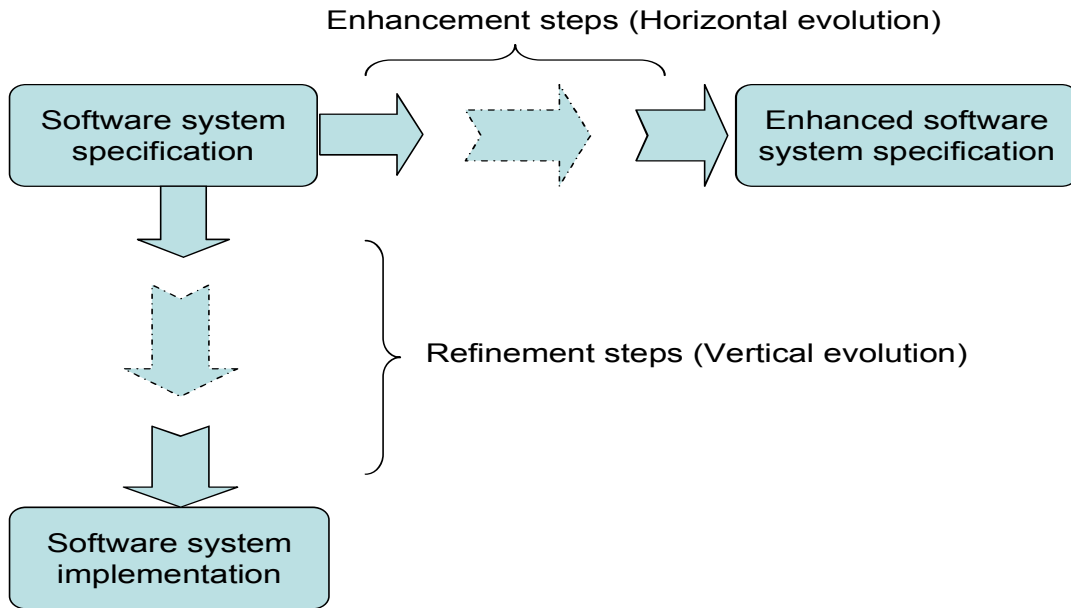 Enhancement steps (Horizontal evolution)
Software system
specification
Enhanced software
system specification
Refinement steps (Vertical evolution)
Software system
implementation